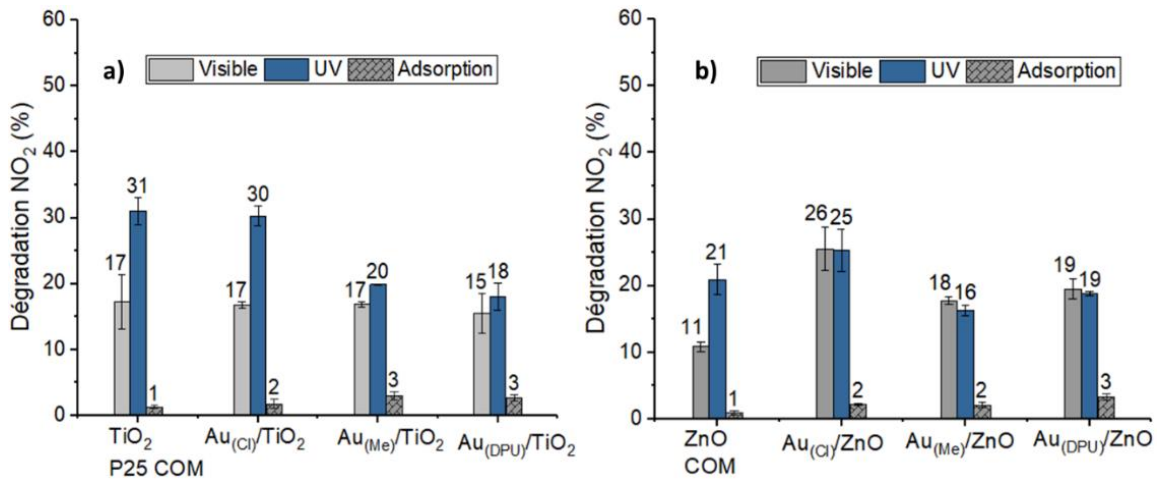 a)
Visible UV Adsorption
Dégradation NO2 (%)
60
50
40
30
20
10
0
17 31 1
17 30 2
17 20 3
15 18 3
TiO2
P25 COM
Au(Cl)/TiO2
Au(Me)/TiO2
Au(DPU)/TiO2
b)
Visible UV Adsorption
Dégradation NO2 (%)
60
50
40
30
20
10
0
11 21 1
26 25 2
18 16 2
19 19 3
ZnO
COM
Au(Cl)/ZnO
Au(Me)/ZnO
Au(DPU)/ZnO